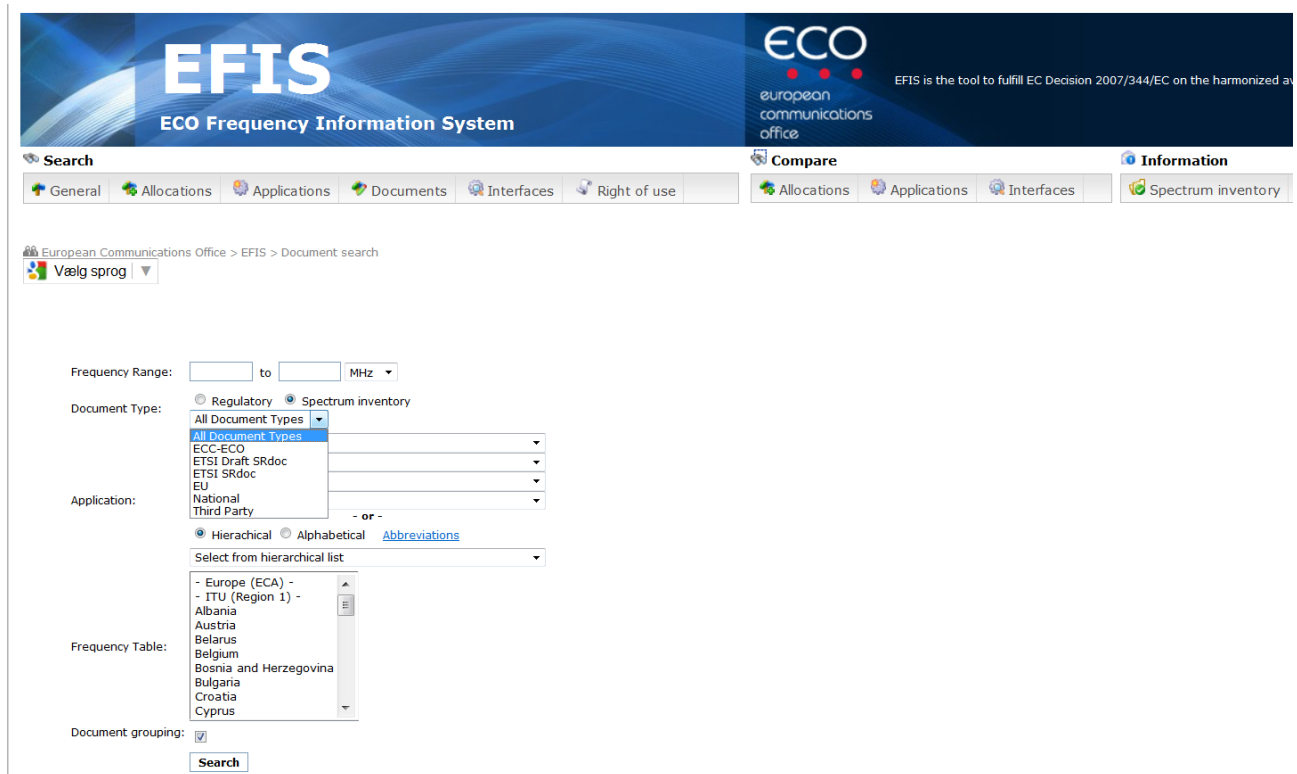 EFIS
ECO Frequency Information System
ECO
european
communications
office
EFIS is the tool to fulfill EC Decision 2007/344/EC on the harmonized av
Search
General Allocations Applications Documents Interfaces Right of use
Compare
Allocations Applications Interfaces
Information
Spectrum inventory
European Communications Office > EFIS > Document search
Vælg sprog
Frequency Range: to MHz
Document Type: Regulatory Spectrum inventory
All Document Types
All Document Types
ECC-ECO
ETSI Draft SRdoc
ETSI SRdoc
EU
National
Third Party
Application:
- or -
Hierachical Alphabetical Abbreviations
Select from hierarchical list
Frequency Table:
- Europe (ECA) -
- ITU (Region 1) -
Albania
Austria
Belarus
Belgium
Bosnia and Herzegovina
Bulgaria
Croatia
Cyprus
Document grouping:
Search